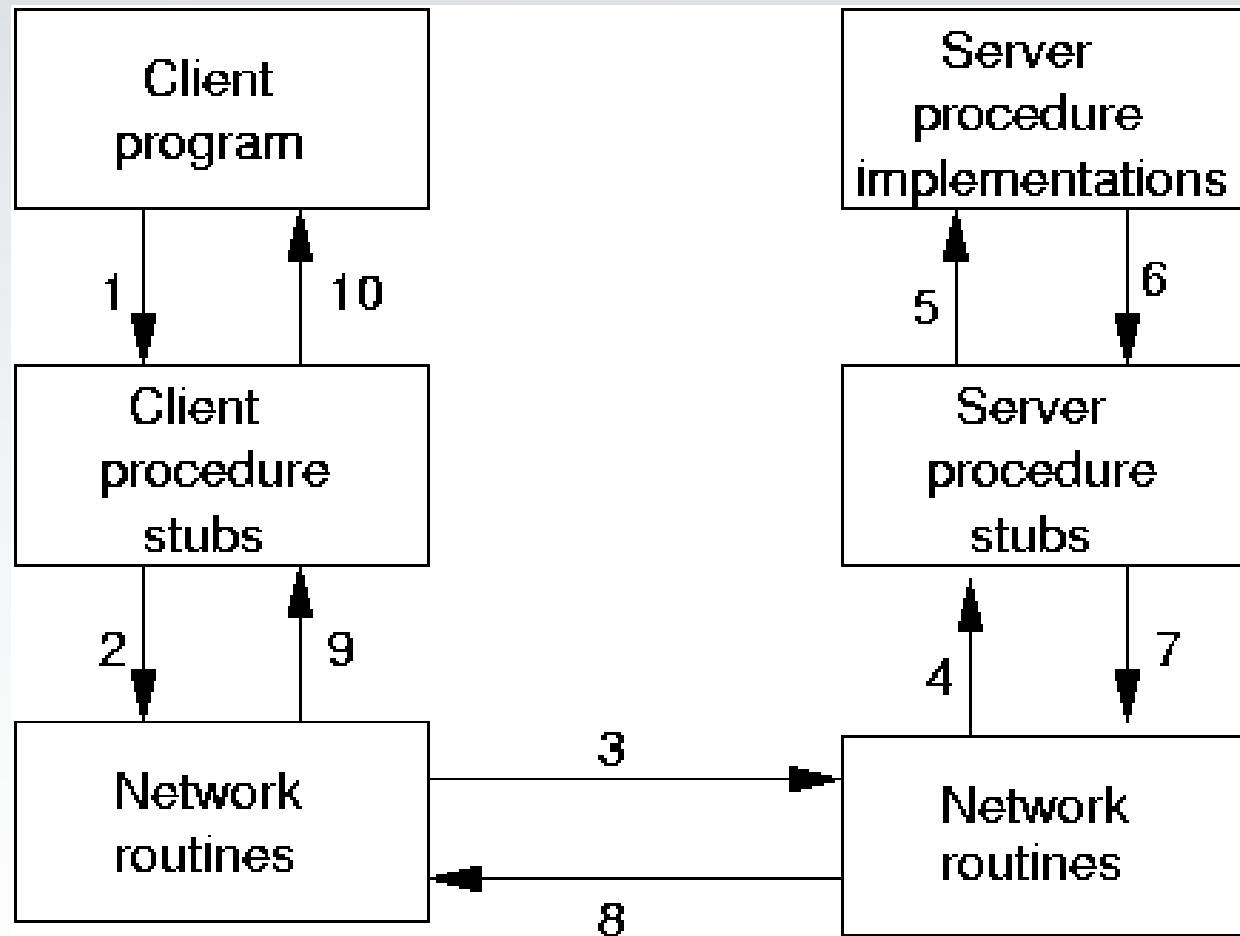 Client
program
Server
procedure
implementations
1
10
5
6
Client
procedure
stubs
Server
procedure
stubs
2
9
4
7
3
Network
routines
Network
routines
8